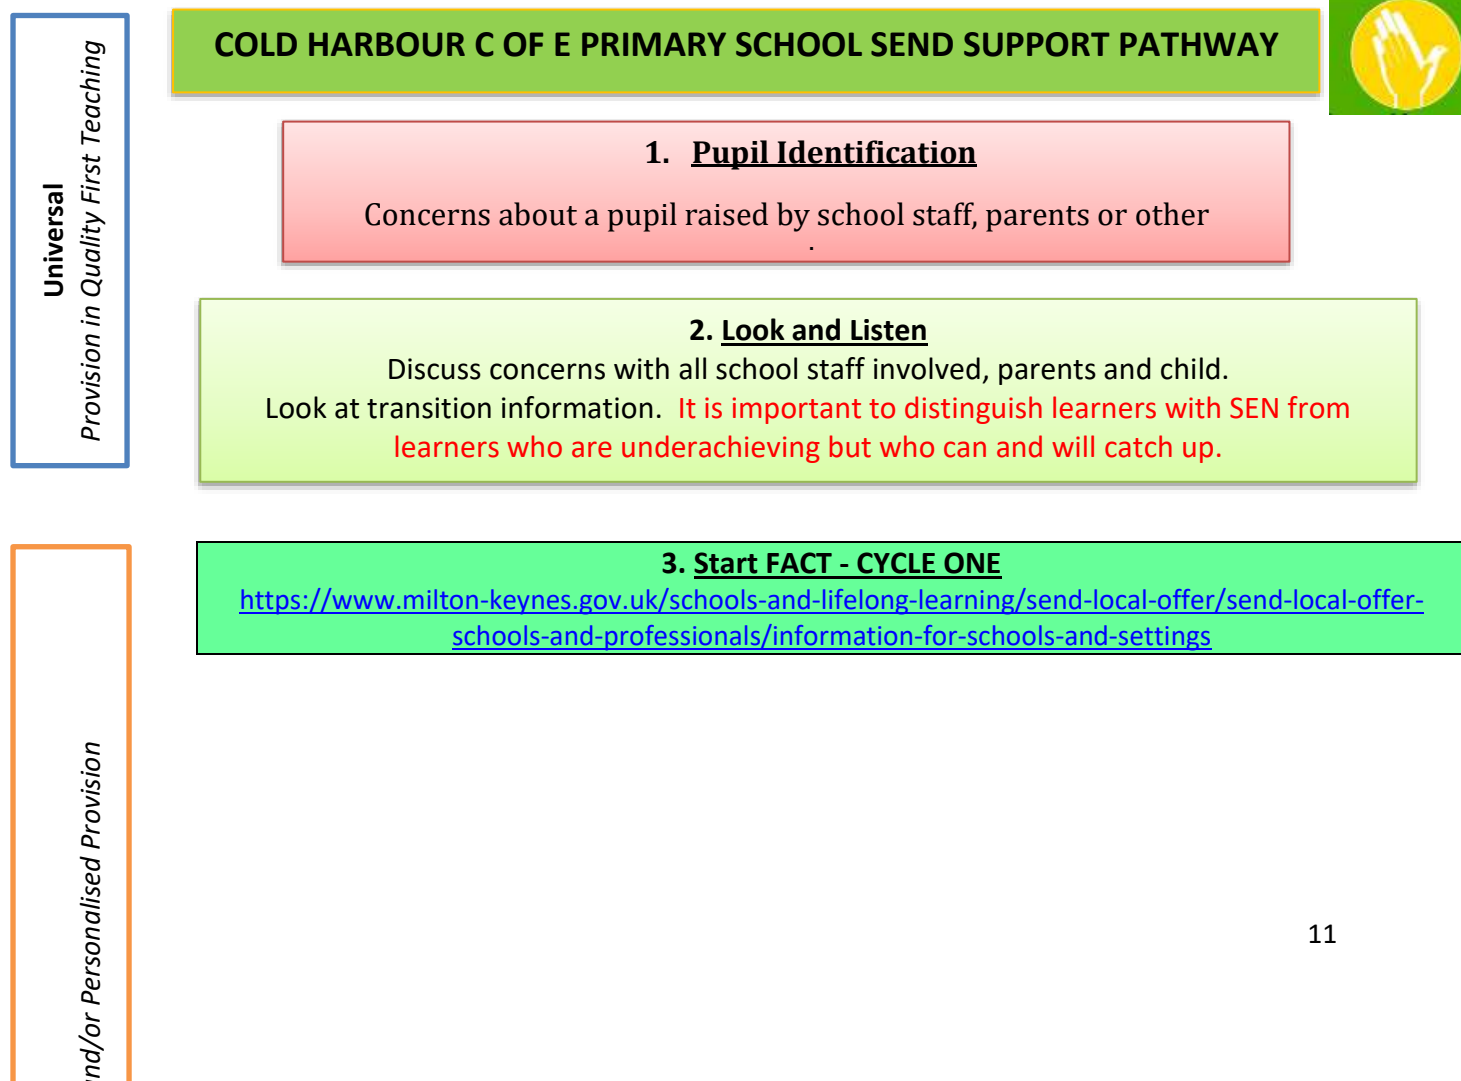 COLD HARBOUR C OF E PRIMARY SCHOOL SEND SUPPORT PATHWAY
Universal
Provision in Quality First Teaching
1. Pupil Identification
Concerns about a pupil raised by school staff, parents or other
.
2. Look and Listen
Discuss concerns with all school staff involved, parents and child.
Look at transition information. It is important to distinguish learners with SEN from
learners who are underachieving but who can and will catch up.
3. Start FACT - CYCLE ONE
https://www.milton-keynes.gov.uk/schools-and-lifelong-learning/send-local-offer/send-local-offer-
schools-and-professionals/information-for-schools-and-settings
and/or Personalised Provision
11